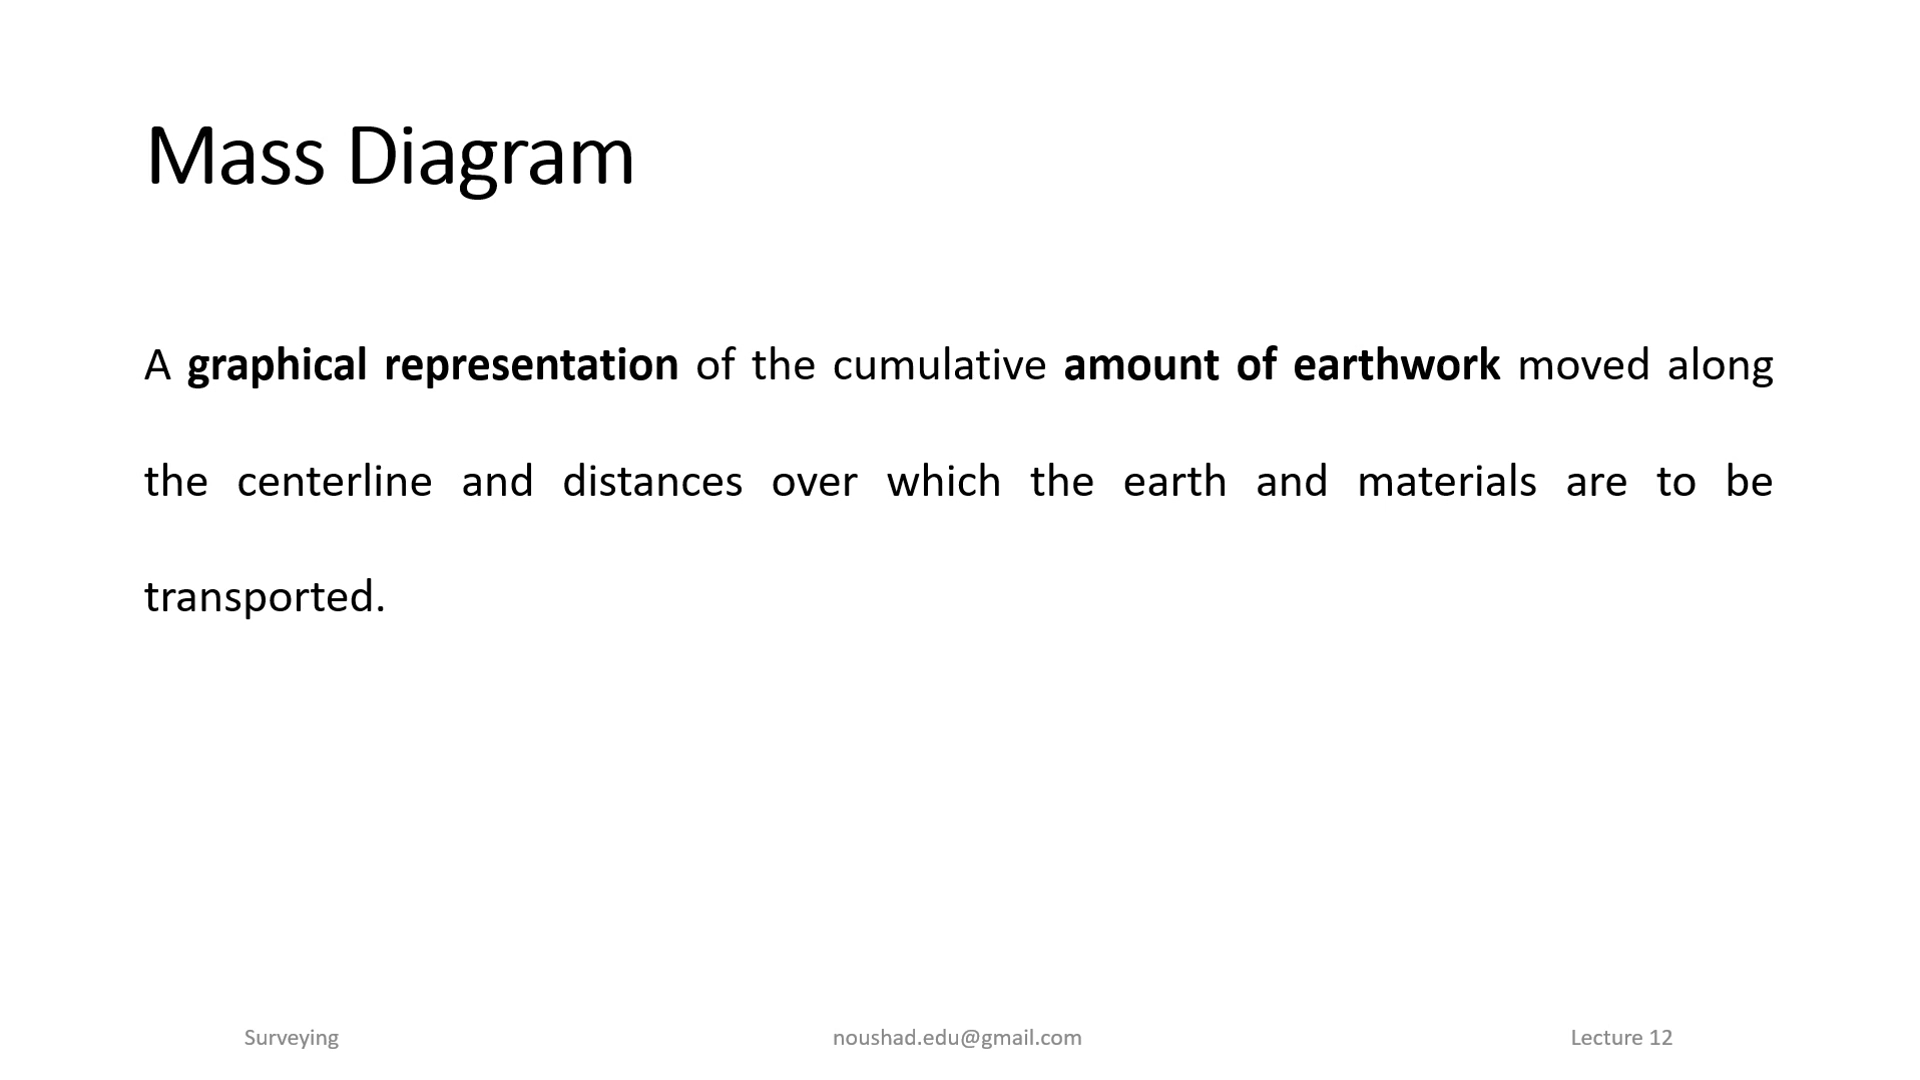 Mass Diagram
A graphical representation of the cumulative amount of earthwork moved along
the centerline and distances over which the earth and materials are to be
transported.
Surveying
noushad.edu@gmail.com
Lecture 12